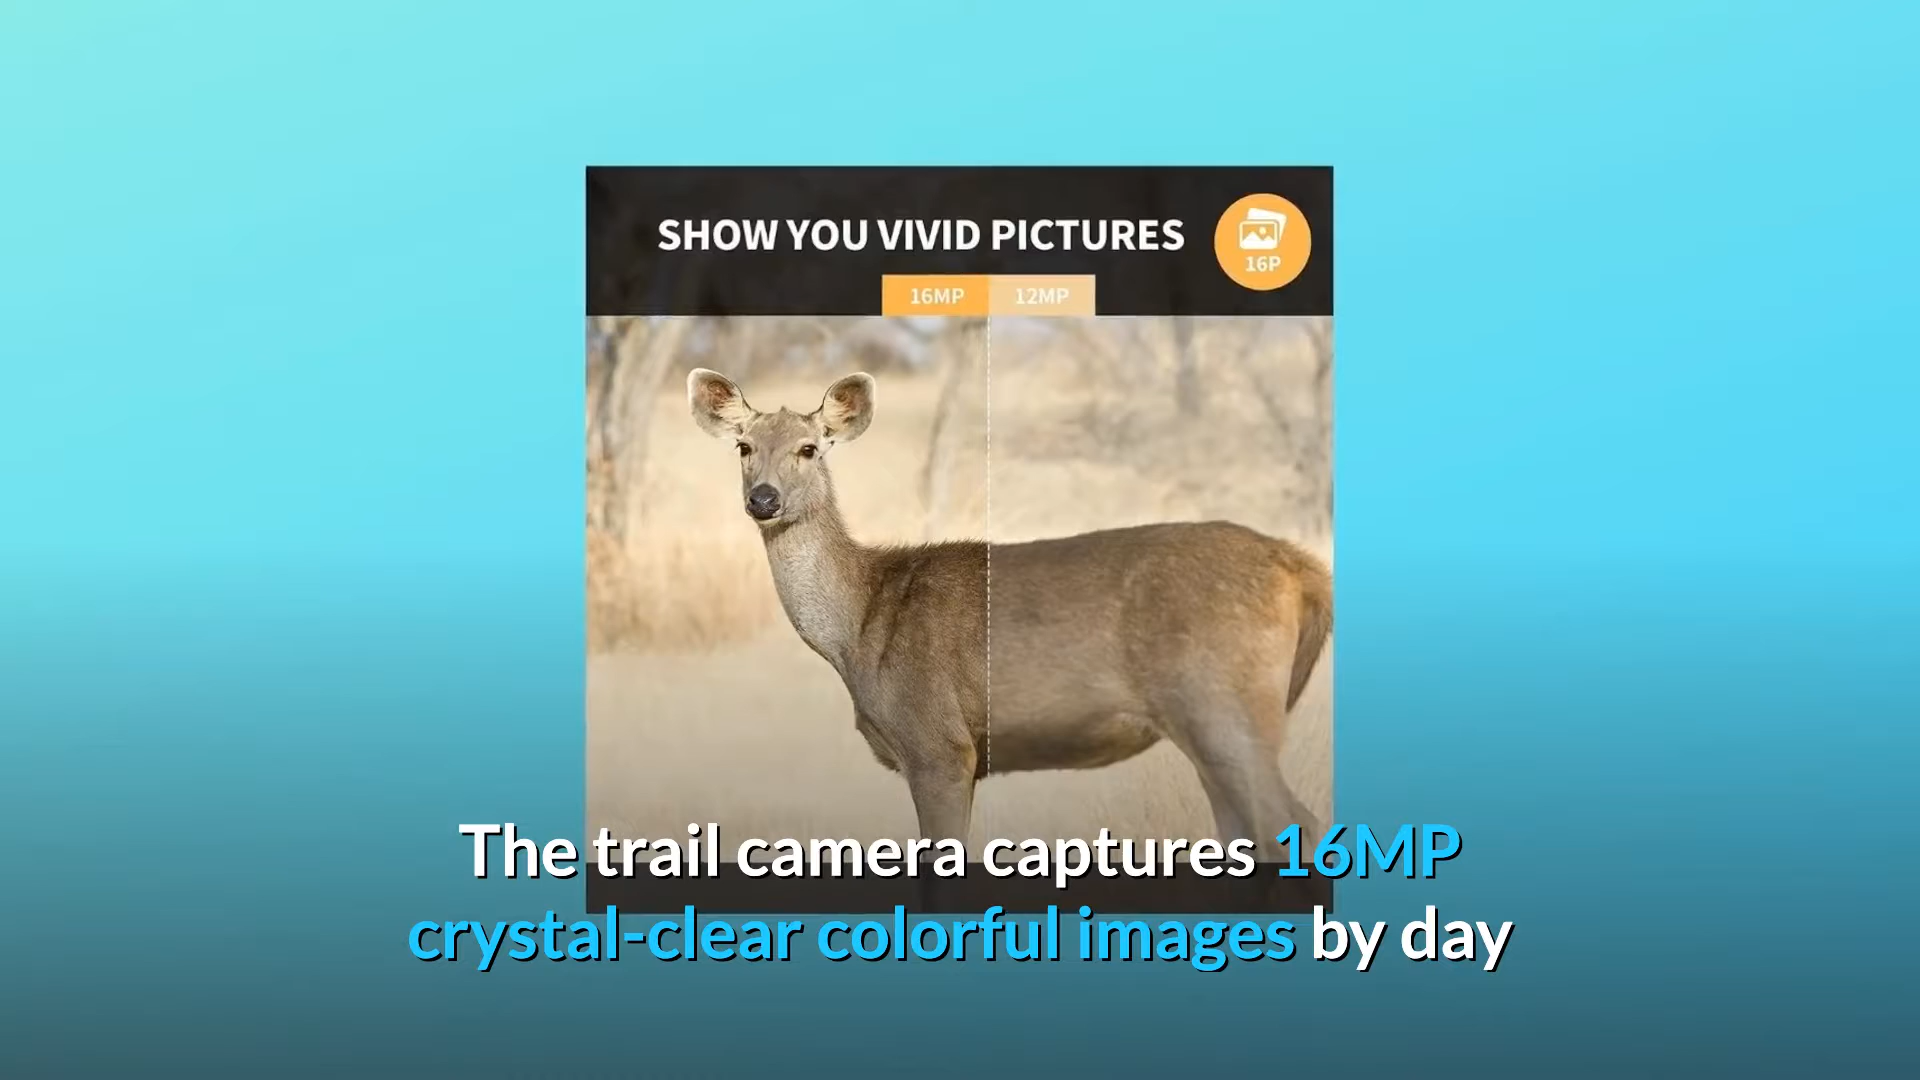 SHOW YOU VIVID PICTURES
16P
16MP 12MP
The trail camera captures 16MP
crystal-clear colorful images by day